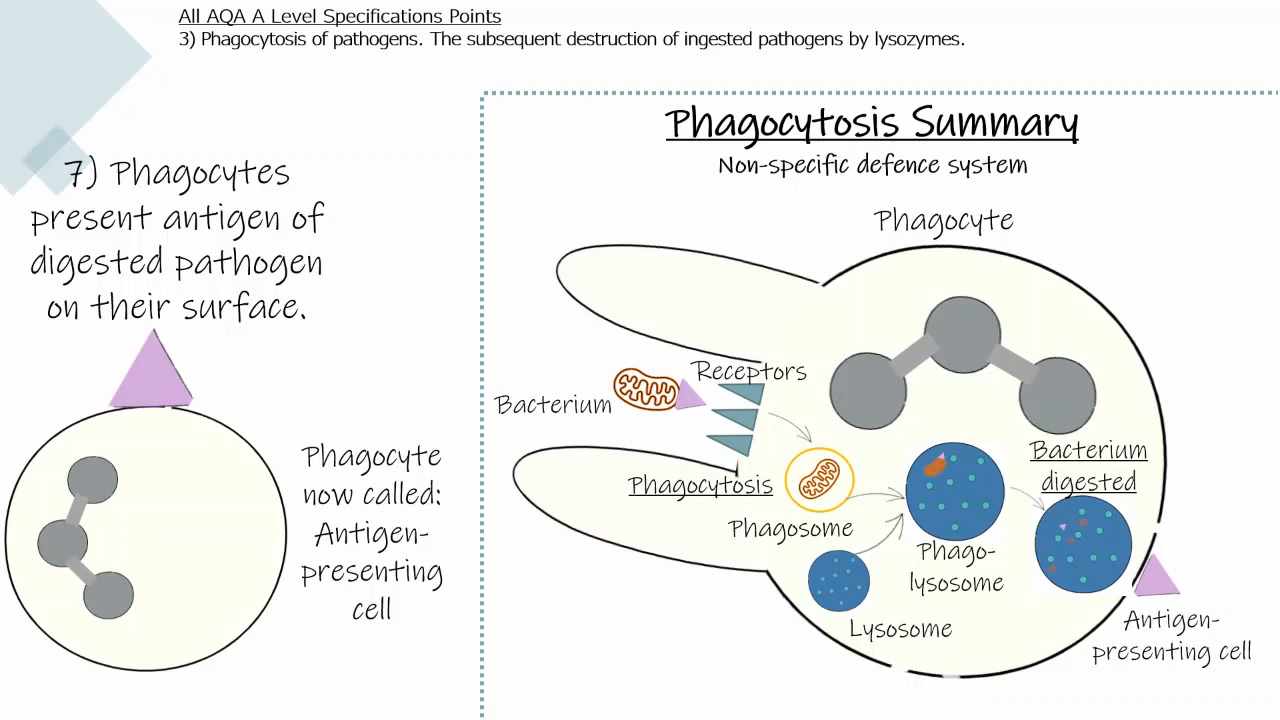 All AQA A Level Specifications Points
3) Phagocytosis of pathogens. The subsequent destruction of ingested pathogens by lysozymes.
7) Phagocytes
present antigen of
digested pathogen
on their surface.
Phagocyte
now called:
Antigen-
presenting
cell
Phagocytosis Summary
Non-specific defence system
Phagocyte
Receptors
Bacterium
Phagocytosis
Phagosome
Lysosome
Phago-
lysosome
Bacterium
digested
Antigen-
presenting cell